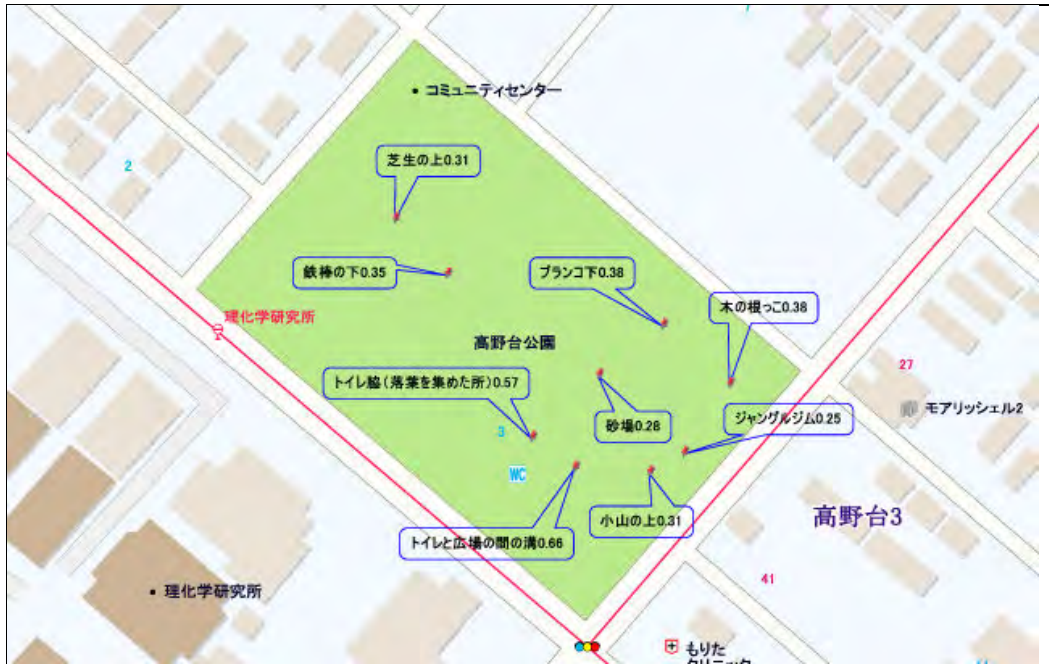 コミュニティセンター
芝生の上0.31
2
鉄棒の下0.35
ブランコ下0.38
木の根っこ0.38
理化学研究所
高野台公園
27
トイレ脇(落葉を集めた所)0.57
モアリッシェル2
砂場0.28
ジャングルジム0.25
3
WC
小山の上0.31
高野台3
トイレと広場の間の溝0.66
41
理化学研究所
もりた
クリニック